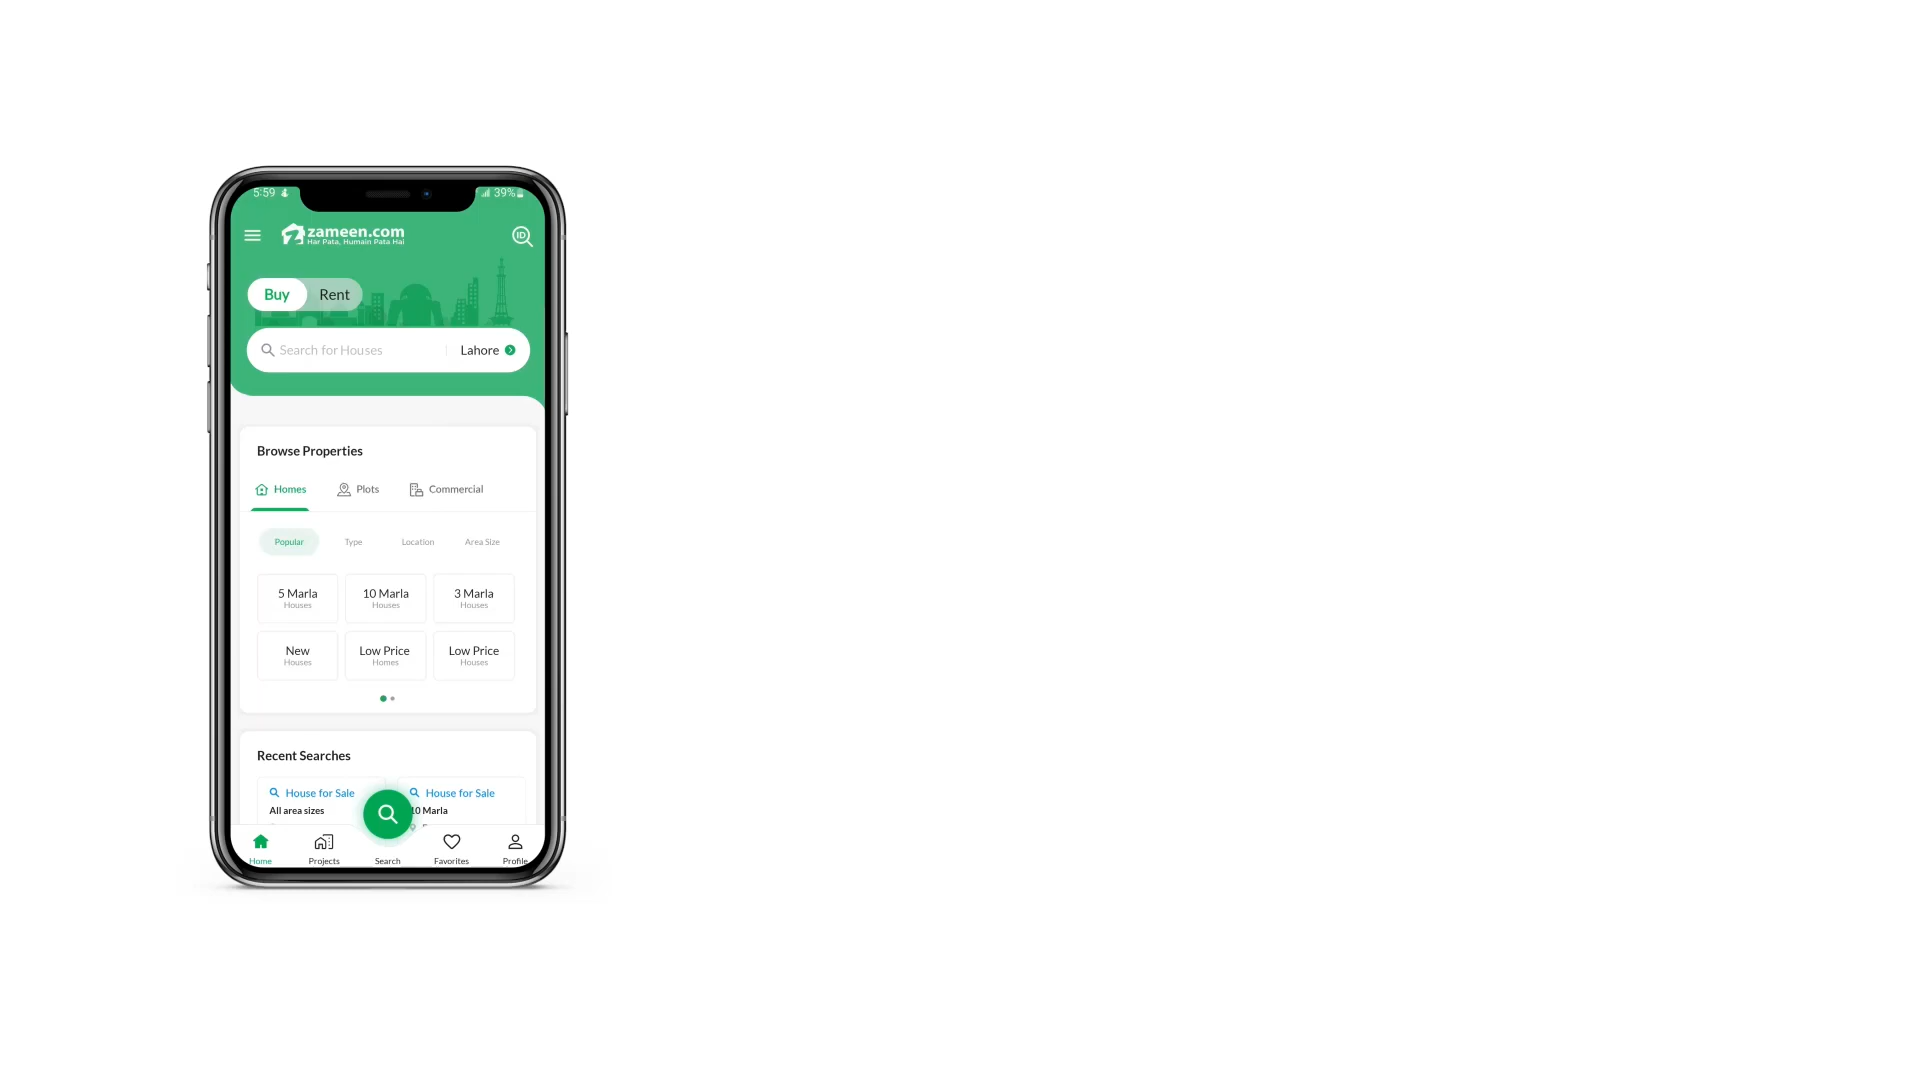 5:59
39%
zameen.com
Har Pata, Humain Pata Hai
ID
Buy Rent
Search for Houses Lahore
Browse Properties
Homes Plots Commercial
Popular Type Location Area Size
5 Marla 10 Marla 3 Marla
Houses Houses Houses
New Low Price Low Price
Houses Homes Houses
Recent Searches
House for Sale House for Sale
All area sizes 10 Marla
Home Projects Search Favorites Profile